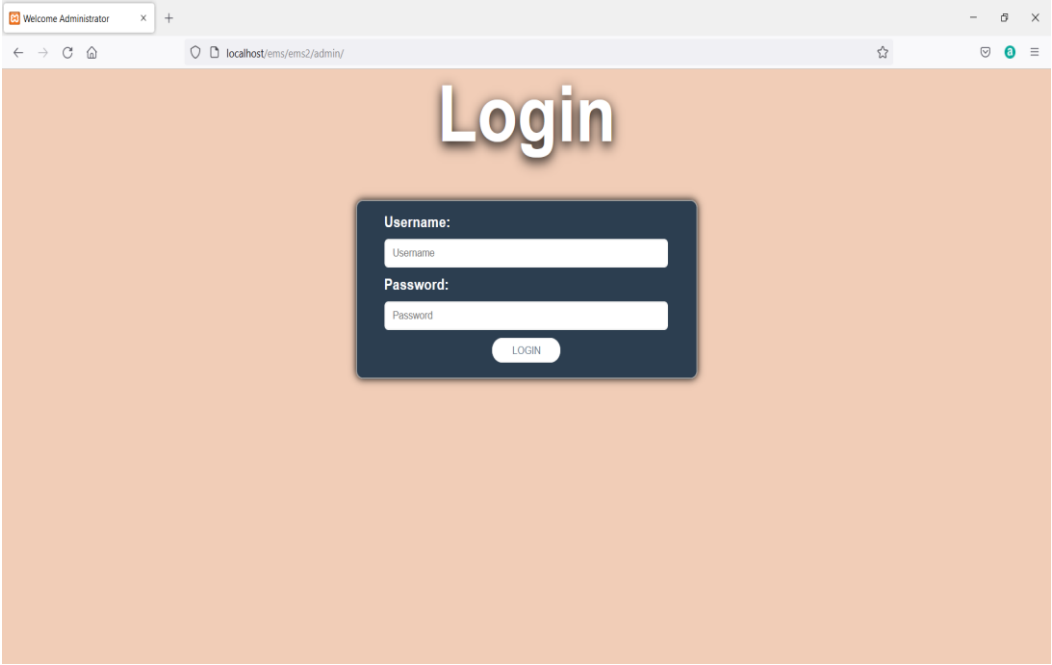 Welcome Administrator
localhost/ems/ems2/admin/
Login
Username:
Username
Password:
Password
LOGIN